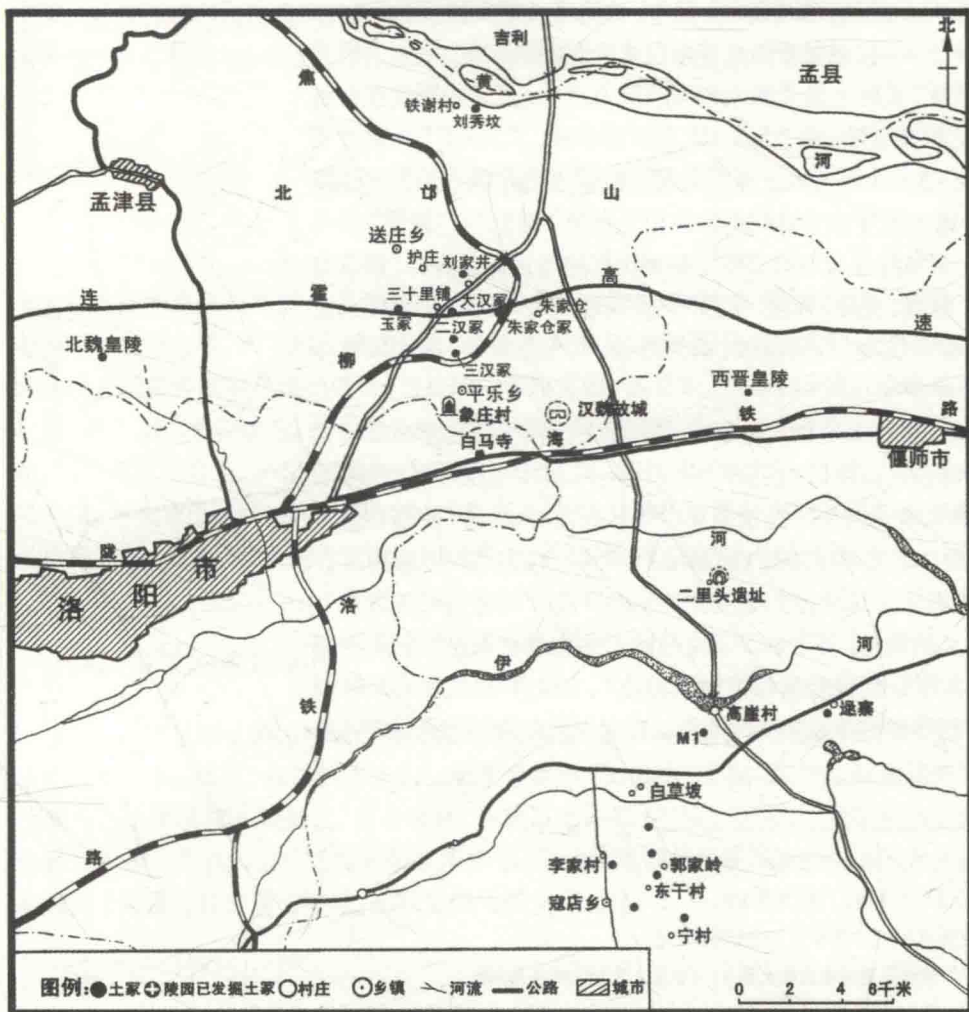 吉利
北
孟县
焦
黄
铁谢村
刘秀坟
河
孟津县
北
邙
山
送庄乡
护庄
刘家井
连
霍
高
速
三十里铺
大汉冢
朱家仓
玉冢
二汉冢
朱家仓冢
北魏皇陵
柳
三汉冢
西晋皇陵
平乐乡
象庄村
汉魏故城
铁
路
白马寺
海
偃师市
陇
洛
阳
市
河
二里头遗址
洛
伊
河
铁
高崖村
逯寨
M1
白草坡
路
李家村
郭家岭
东干村
寇店乡
宁村
图例:
土冢
陵园已发掘土冢
村庄
乡镇
河流
公路
城市
0 2 4 6千米